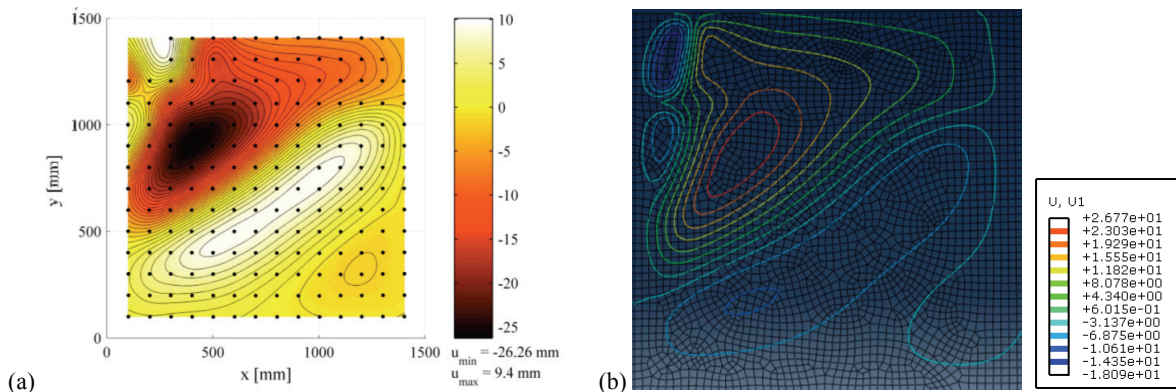 1500
1000
500
0
y [mm]
0
500
1000
1500
x [mm]
10
5
0
-5
-10
-15
-20
-25
u_min = -26.26 mm
u_max = 9.4 mm
(a)
(b)
U, U1
+2.677e+01
+2.303e+01
+1.929e+01
+1.555e+01
+1.182e+01
+8.078e+00
+4.340e+00
+6.015e-01
-3.137e+00
-6.875e+00
-1.061e+01
-1.435e+01
-1.809e+01